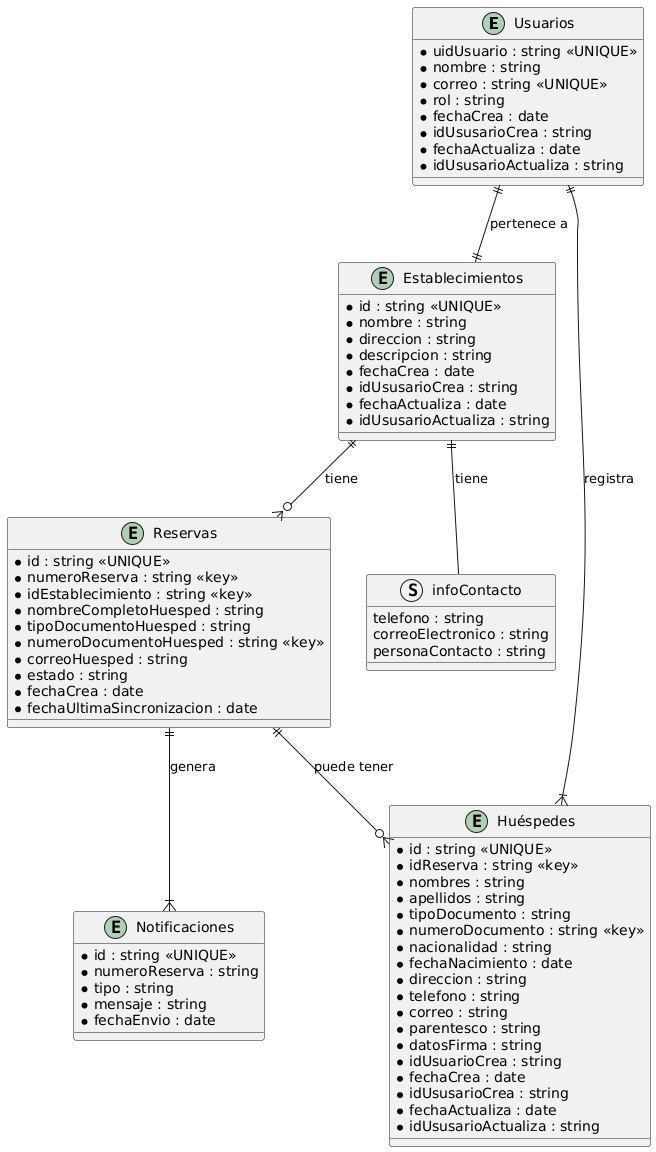 E Usuarios
uidUsuario : string «UNIQUE»
nombre : string
correo : string «UNIQUE»
rol : string
fechaCrea : date
idUsusarioCrea : string
fechaActualiza : date
idUsusarioActualiza : string
pertenece a
E Establecimientos
id : string «UNIQUE»
nombre : string
direccion : string
descripcion : string
fechaCrea : date
idUsusarioCrea : string
fechaActualiza : date
idUsusarioActualiza : string
tiene
tiene
registra
E Reservas
id : string «UNIQUE»
numeroReserva : string «key»
idEstablecimiento : string «key»
nombreCompletoHuesped : string
tipoDocumentoHuesped : string
numeroDocumentoHuesped : string «key»
correoHuesped : string
estado : string
fechaCrea : date
fechaUltimaSincronizacion : date
S infoContacto
telefono : string
correoElectronico : string
personaContacto : string
genera
puede tener
E Notificaciones
id : string «UNIQUE»
numeroReserva : string
tipo : string
mensaje : string
fechaEnvio : date
E Huéspedes
id : string «UNIQUE»
idReserva : string «key»
nombres : string
apellidos : string
tipoDocumento : string
numeroDocumento : string «key»
nacionalidad : string
fechaNacimiento : date
direccion : string
telefono : string
correo : string
parentesco : string
datosFirma : string
idUsuarioCrea : string
fechaCrea : date
idUsusarioCrea : string
fechaActualiza : date
idUsusarioActualiza : string